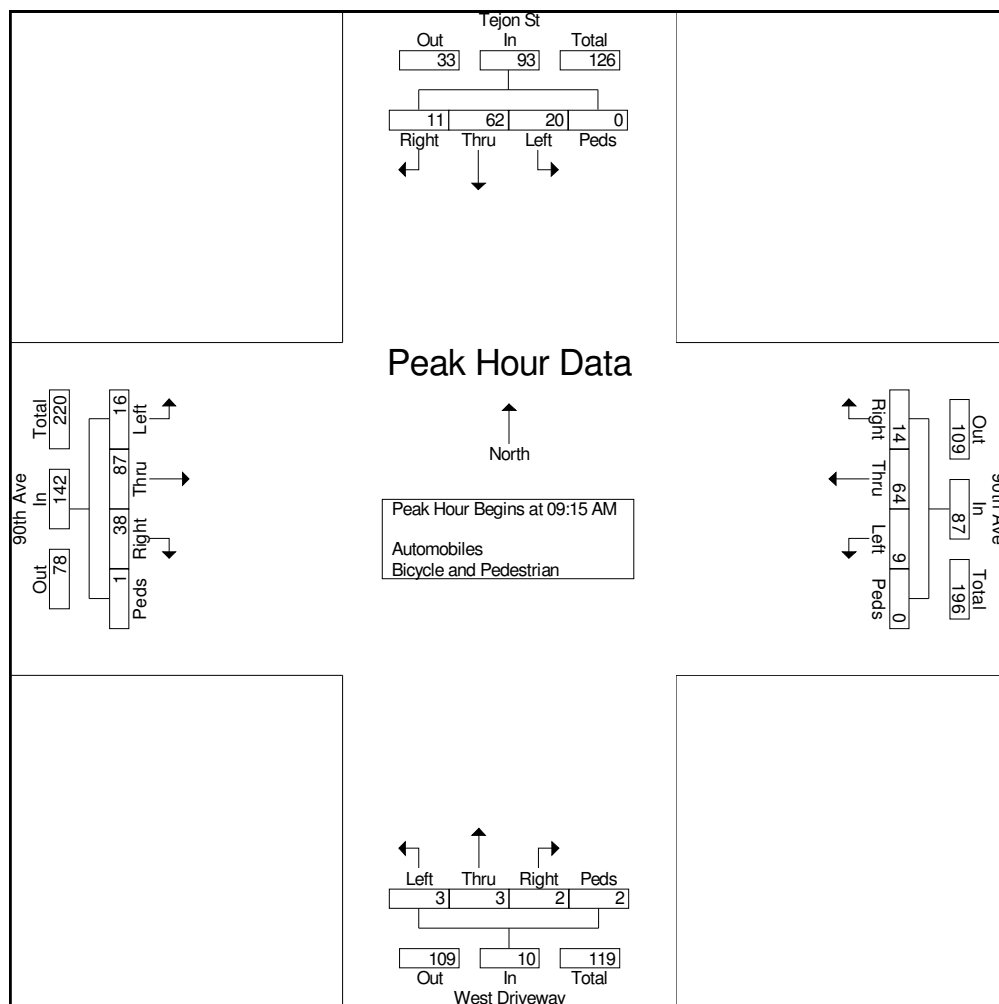 Tejon St
Out In Total
33 93 126
11 62 20 0
Right Thru Left Peds
Peak Hour Data
North
Peak Hour Begins at 09:15 AM
Automobiles
Bicycle and Pedestrian
90th Ave
Total In Out
220 142 78
16 87 38 1
Left Thru Right Peds
Right Thru Left Peds
14 64 9 0
109 87 196
Out In Total
90th Ave
Left Thru Right Peds
3 3 2 2
109 10 119
Out In Total
West Driveway